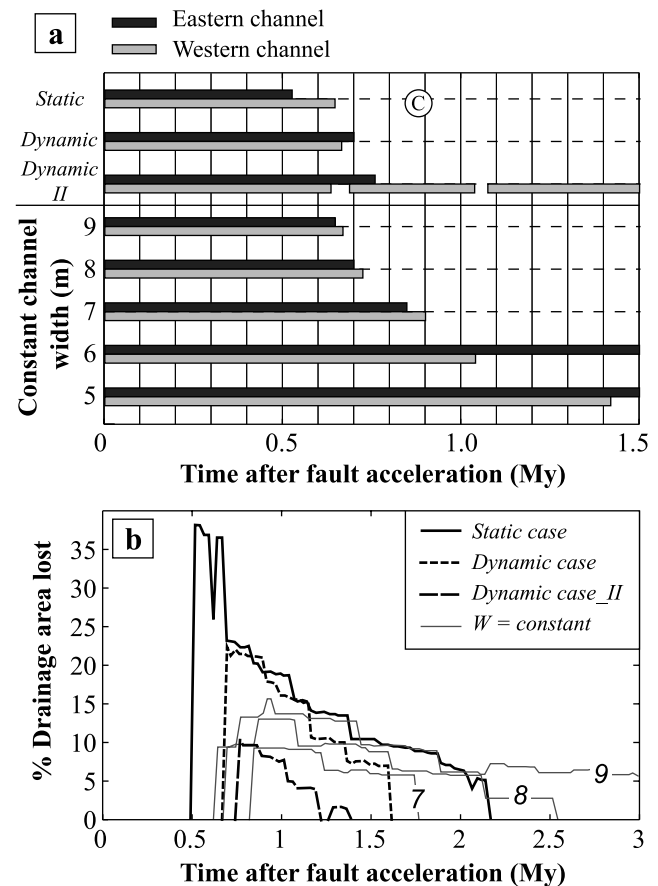 a
Eastern channel
Western channel
Static
C
Dynamic
Dynamic
II
Constant channel
width (m)
9
8
7
6
5
0 0.5 1.0 1.5
Time after fault acceleration (My)
b
Static case
Dynamic case
Dynamic case_II
W = constant
% Drainage area lost
35
30
25
20
15
10
5
0
7 8 9
0 0.5 1 1.5 2 2.5 3
Time after fault acceleration (My)